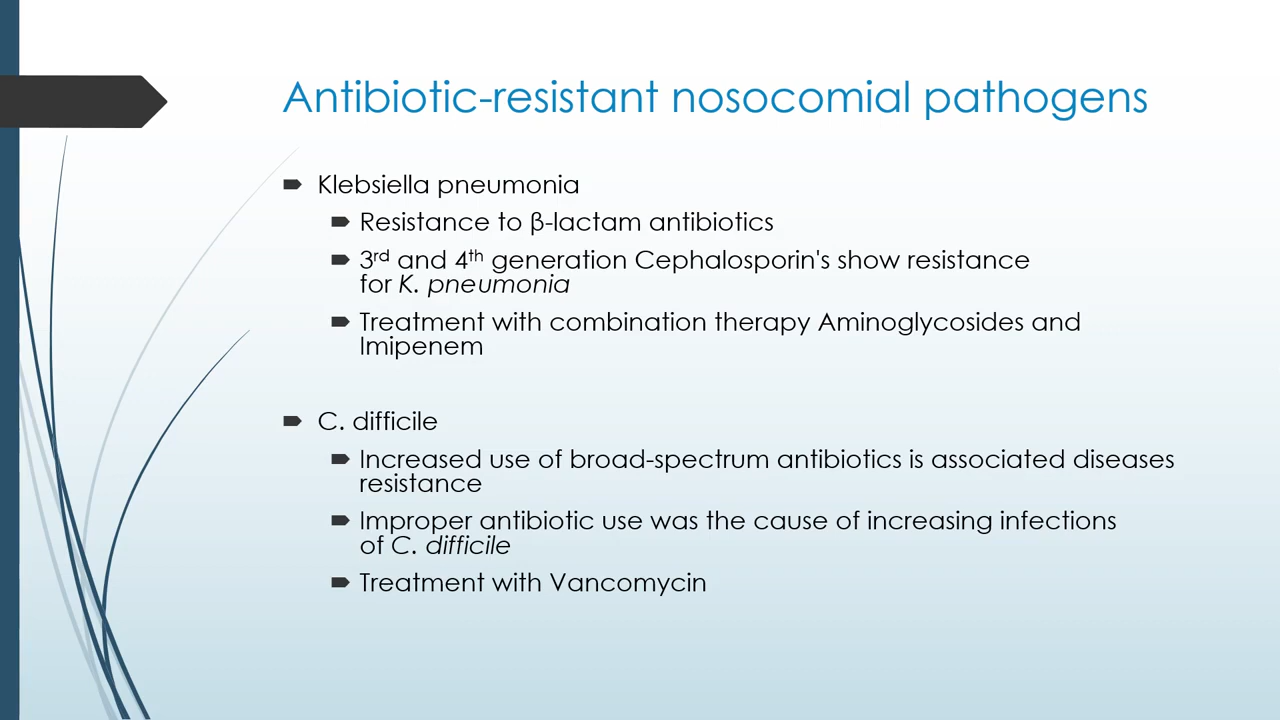 Antibiotic-resistant nosocomial pathogens
Klebsiella pneumonia
Resistance to β-lactam antibiotics
3rd and 4th generation Cephalosporin's show resistance
for K. pneumonia
Treatment with combination therapy Aminoglycosides and
Imipenem
C. difficile
Increased use of broad-spectrum antibiotics is associated diseases
resistance
Improper antibiotic use was the cause of increasing infections
of C. difficile
Treatment with Vancomycin